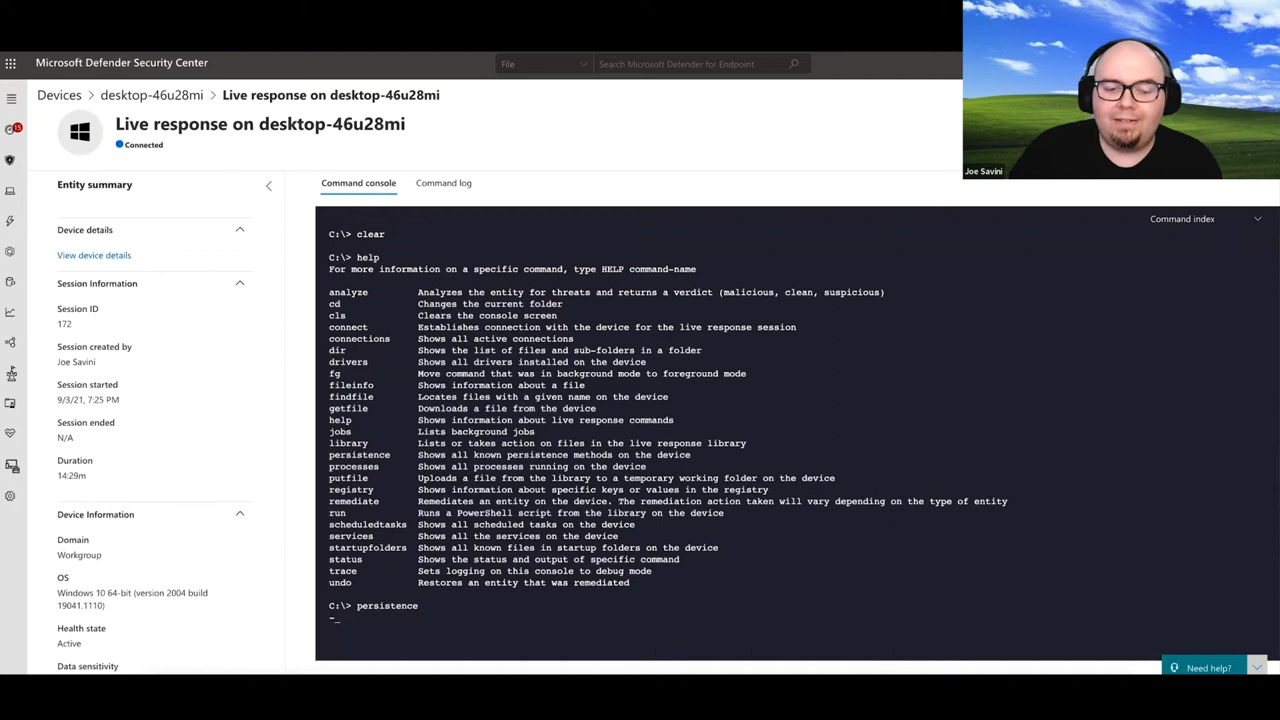 Microsoft Defender Security Center
File
Search Microsoft Defender for Endpoint
Devices > desktop-46u28mi > Live response on desktop-46u28mi
Live response on desktop-46u28mi
Connected
Joe Savini
15
Entity summary
Device details
View device details
Session Information
Session ID
172
Session created by
Joe Savini
Session started
9/3/21, 7:25 PM
Session ended
N/A
Duration
14:29m
Device Information
Domain
Workgroup
OS
Windows 10 64-bit (version 2004 build
19041.1110)
Health state
Active
Data sensitivity
Command console
Command log
Command index
C:\> clear
C:\> help
For more information on a specific command, type HELP command-name
analyze Analyzes the entity for threats and returns a verdict (malicious, clean, suspicious)
cd Changes the current folder
cls Clears the console screen
connect Establishes connection with the device for the live response session
connections Shows all active connections
dir Shows the list of files and sub-folders in a folder
drivers Shows all drivers installed on the device
fg Move command that was in background mode to foreground mode
fileinfo Shows information about a file
findfile Locates files with a given name on the device
getfile Downloads a file from the device
help Shows information about live response commands
jobs Lists background jobs
library Lists or takes action on files in the live response library
persistence Shows all known persistence methods on the device
processes Shows all processes running on the device
putfile Uploads a file from the library to a temporary working folder on the device
registry Shows information about specific keys or values in the registry
remediate Remediates an entity on the device. The remediation action taken will vary depending on the type of entity
run Runs a PowerShell script from the library on the device
scheduledtasks Shows all scheduled tasks on the device
services Shows all the services on the device
startupfolders Shows all known files in startup folders on the device
status Shows the status and output of specific command
trace Sets logging on this console to debug mode
undo Restores an entity that was remediated
C:\> persistence
-_
Need help?